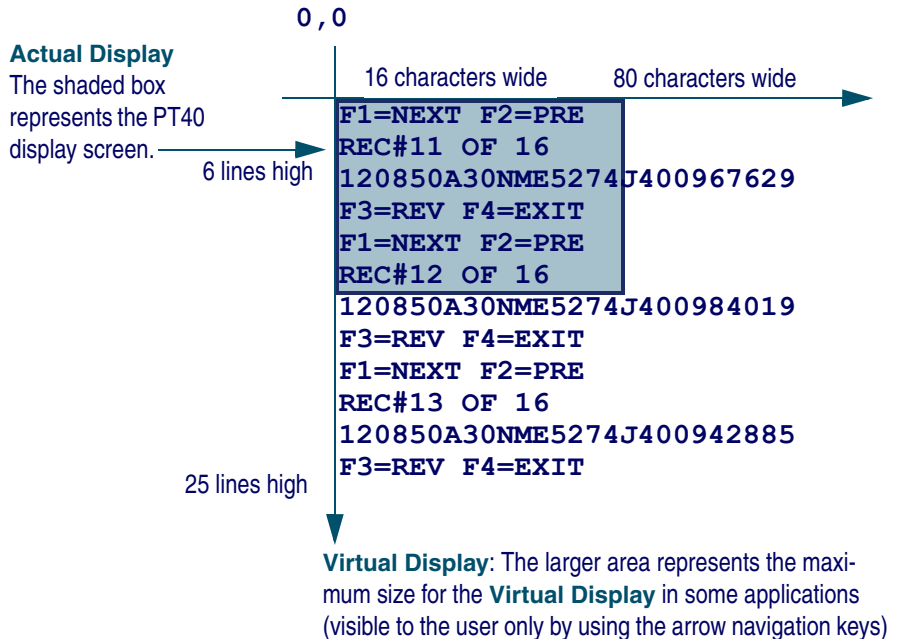 0,0
Actual Display
The shaded box
represents the PT40
display screen.
16 characters wide
80 characters wide
6 lines high
F1=NEXT F2=PRE
REC#11 OF 16
120850A30NME5274J400967629
F3=REV F4=EXIT
F1=NEXT F2=PRE
REC#12 OF 16
120850A30NME5274J400984019
F3=REV F4=EXIT
F1=NEXT F2=PRE
REC#13 OF 16
120850A30NME5274J400942885
F3=REV F4=EXIT
25 lines high
Virtual Display: The larger area represents the maxi-
mum size for the Virtual Display in some applications
(visible to the user only by using the arrow navigation keys)